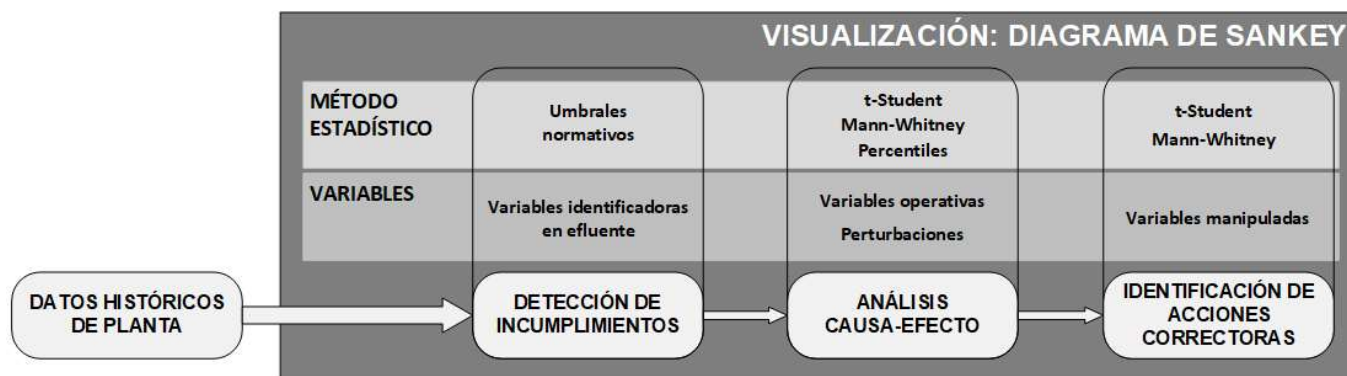 VISUALIZACIÓN: DIAGRAMA DE SANKEY
MÉTODO
ESTADÍSTICO
Umbrales
normativos
t-Student
Mann-Whitney
Percentiles
t-Student
Mann-Whitney
VARIABLES
Variables identificadoras
en efluente
Variables operativas
Perturbaciones
Variables manipuladas
DATOS HISTÓRICOS
DE PLANTA
DETECCIÓN DE
INCUMPLIMIENTOS
ANÁLISIS
CAUSA-EFECTO
IDENTIFICACIÓN DE
ACCIONES
CORRECTORAS